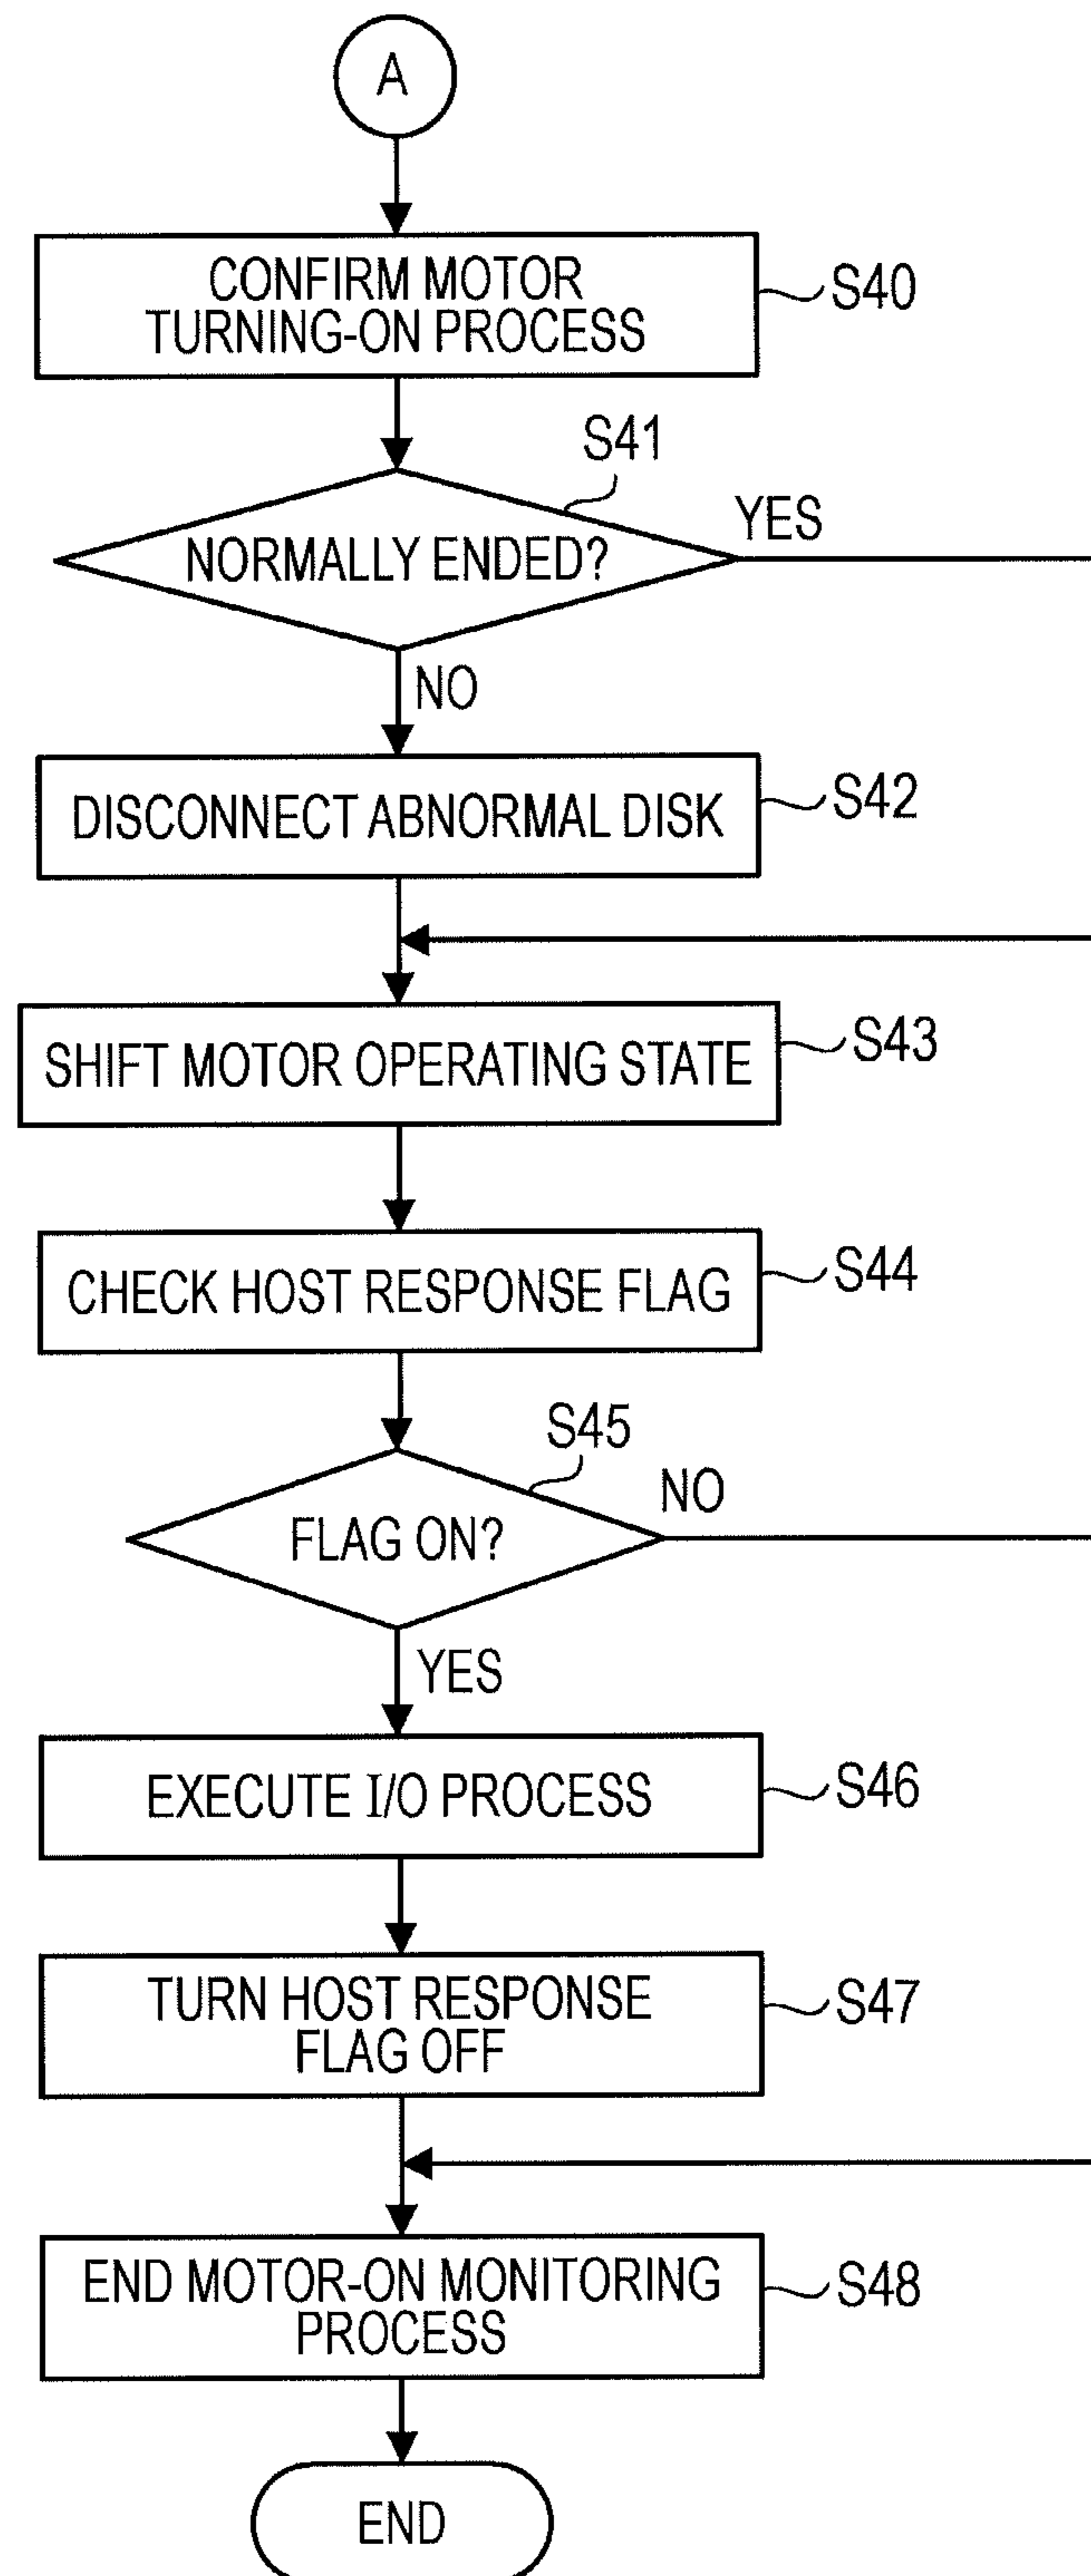 A
CONFIRM MOTOR
TURNING-ON PROCESS
S40
S41
NORMALLY ENDED?
YES
NO
DISCONNECT ABNORMAL DISK
S42
SHIFT MOTOR OPERATING STATE
S43
CHECK HOST RESPONSE FLAG
S44
S45
FLAG ON?
NO
YES
EXECUTE I/O PROCESS
S46
TURN HOST RESPONSE
FLAG OFF
S47
END MOTOR-ON MONITORING
PROCESS
S48
END